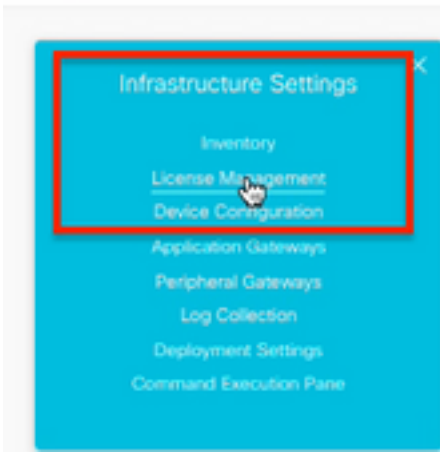 Infrastructure Settings
Inventory
License Management
Device Configuration
Application Gateways
Peripheral Gateways
Log Collection
Deployment Settings
Command Execution Pane